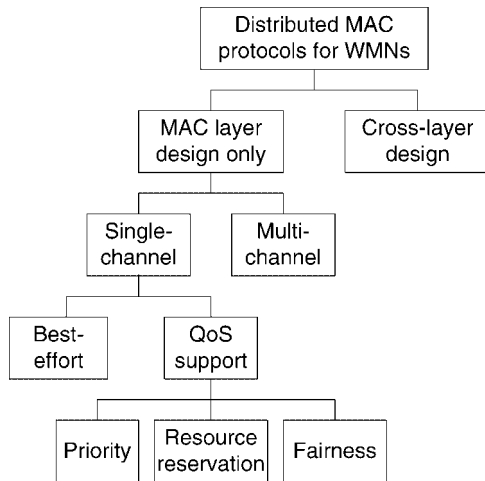 Distributed MAC
protocols for WMNs
MAC layer
design only
Cross-layer
design
Single-
channel
Multi-
channel
Best-
effort
QoS
support
Priority
Resource
reservation
Fairness